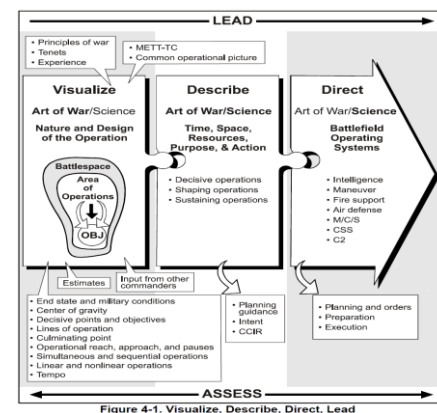 LEAD
• Principles of war
• Tenets
• Experience
• METT-TC
• Common operational picture
Visualize
Art of War/Science
Nature and Design
of the Operation
Battlespace
Area
of
Operations
OBJ
Estimates
Input from other
commanders
• End state and military conditions
• Center of gravity
• Decisive points and objectives
• Lines of operation
• Culminating point
• Operational reach, approach, and pauses
• Simultaneous and sequential operations
• Linear and nonlinear operations
• Tempo
Describe
Art of War/Science
Time, Space,
Resources,
Purpose, & Action
• Decisive operations
• Shaping operations
• Sustaining operations
• Planning
guidance
• Intent
• CCIR
Direct
Art of War/Science
Battlefield
Operating
Systems
• Intelligence
• Maneuver
• Fire support
• Air defense
• M/C/S
• CSS
• C2
• Planning and orders
• Preparation
• Execution
ASSESS
Figure 4-1. Visualize, Describe, Direct, Lead